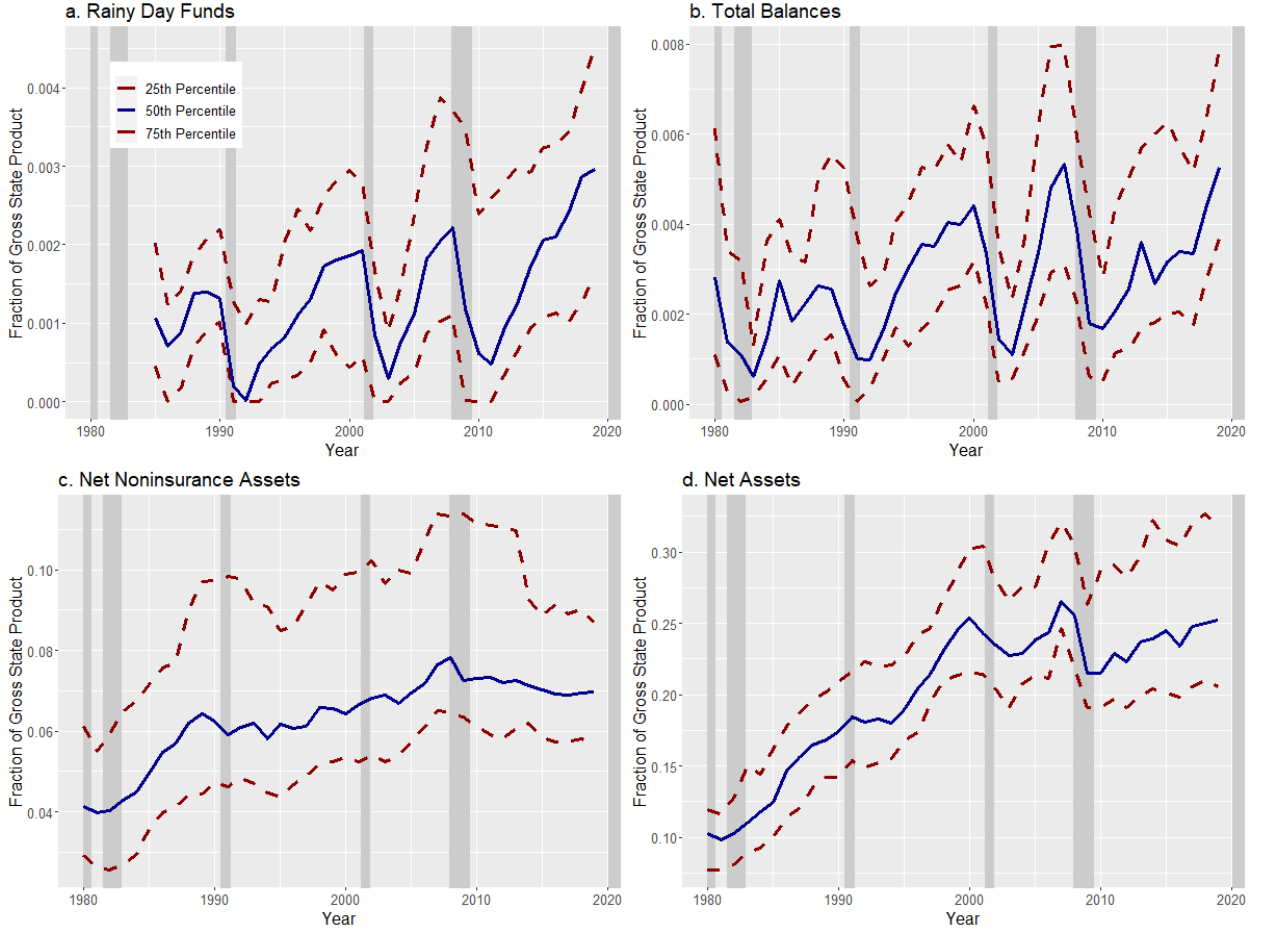 a. Rainy Day Funds
Fraction of Gross State Product
0.004
0.003
0.002
0.001
0.000
25th Percentile
50th Percentile
75th Percentile
1980
1990
2000
2010
2020
Year
b. Total Balances
Fraction of Gross State Product
0.008
0.006
0.004
0.002
0.000
1980
1990
2000
2010
2020
Year
c. Net Noninsurance Assets
Fraction of Gross State Product
0.10
0.08
0.06
0.04
1980
1990
2000
2010
2020
Year
d. Net Assets
Fraction of Gross State Product
0.30
0.25
0.20
0.15
0.10
1980
1990
2000
2010
2020
Year